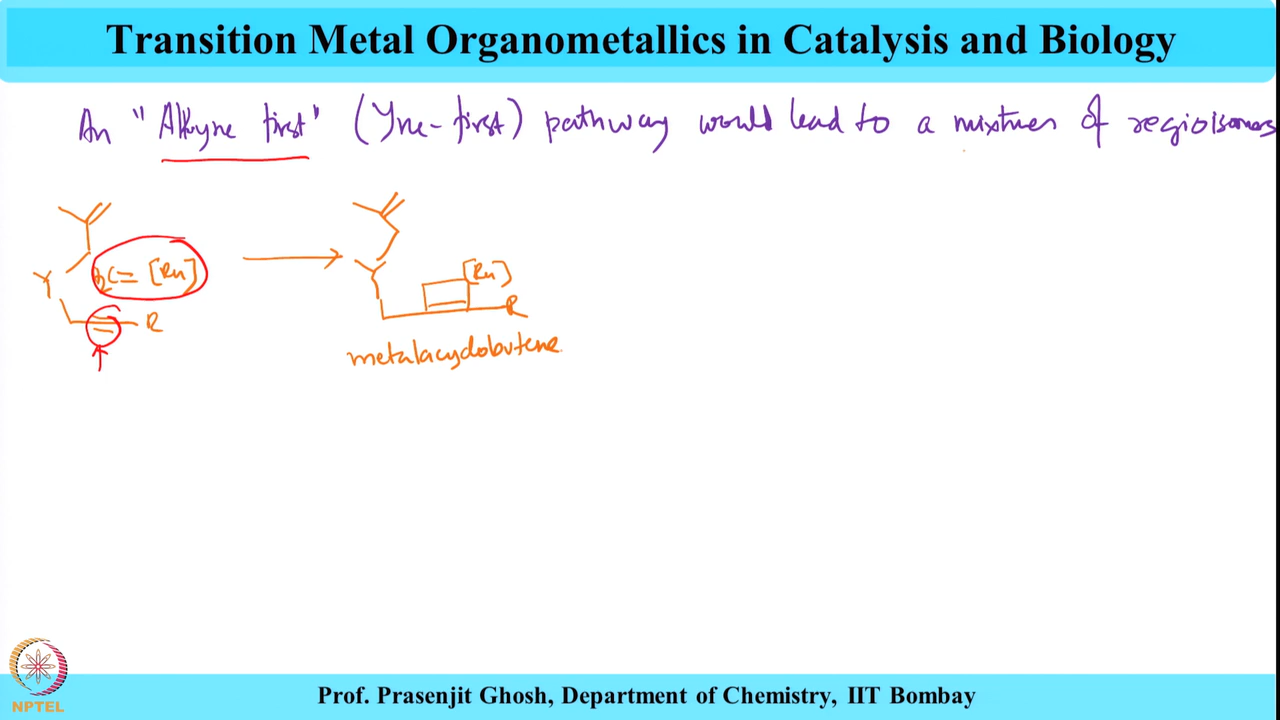 Transition Metal Organometallics in Catalysis and Biology
An "Alkyne first" (Yne-first) pathway would lead to a mixture of regioisomers
Y = [Ru] [Ru]
R R
metalacyclobutene
NPTEL
Prof. Prasenjit Ghosh, Department of Chemistry, IIT Bombay